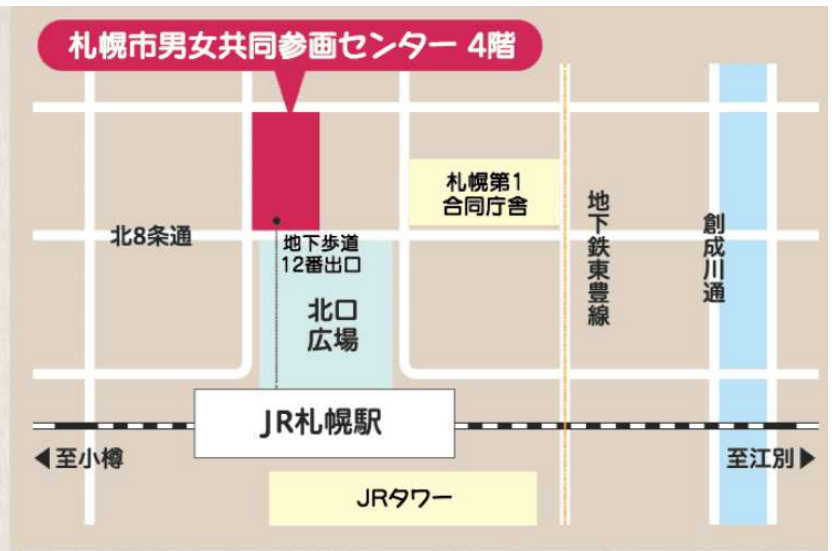 札幌市男女共同参画センター 4階
札幌第1
合同庁舎
地下鉄東豊線
創成川通
北8条通
地下歩道
12番出口
北口
広場
JR札幌駅
◀至小樽
至江別▶
JRタワー